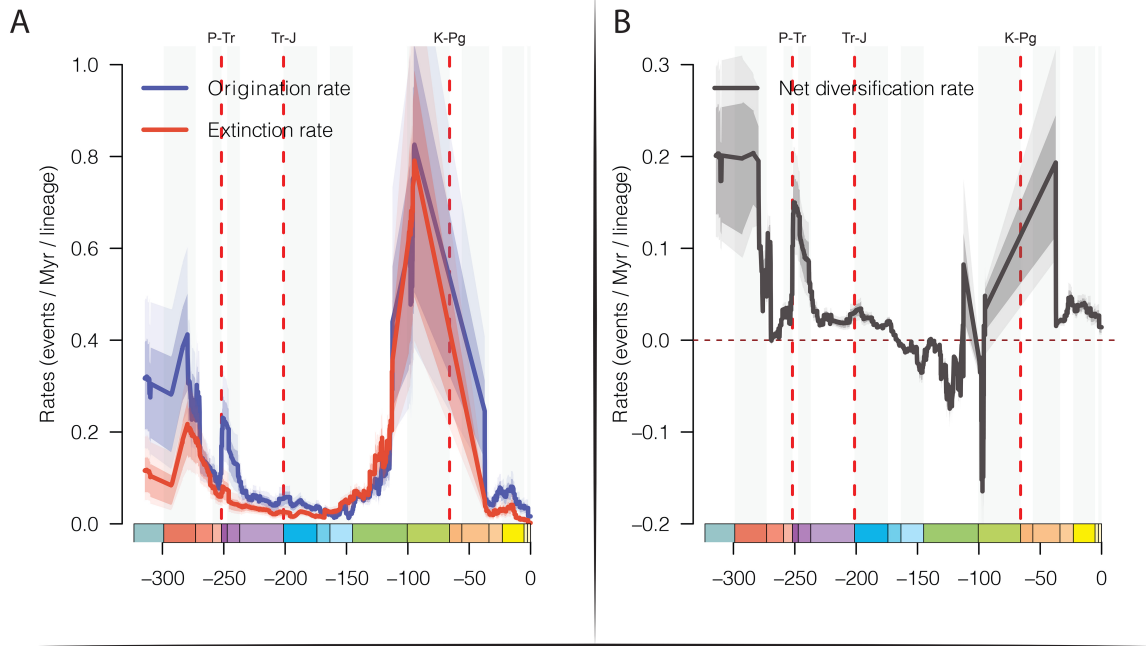 A
P-Tr Tr-J K-Pg
1.0
Origination rate
Extinction rate
0.8
0.6
0.4
0.2
0.0
Rates (events / Myr / lineage)
−300 −250 −200 −150 −100 −50 0
B
P-Tr Tr-J K-Pg
0.3
Net diversification rate
0.2
0.1
0.0
−0.1
−0.2
Rates (events / Myr / lineage)
−300 −250 −200 −150 −100 −50 0